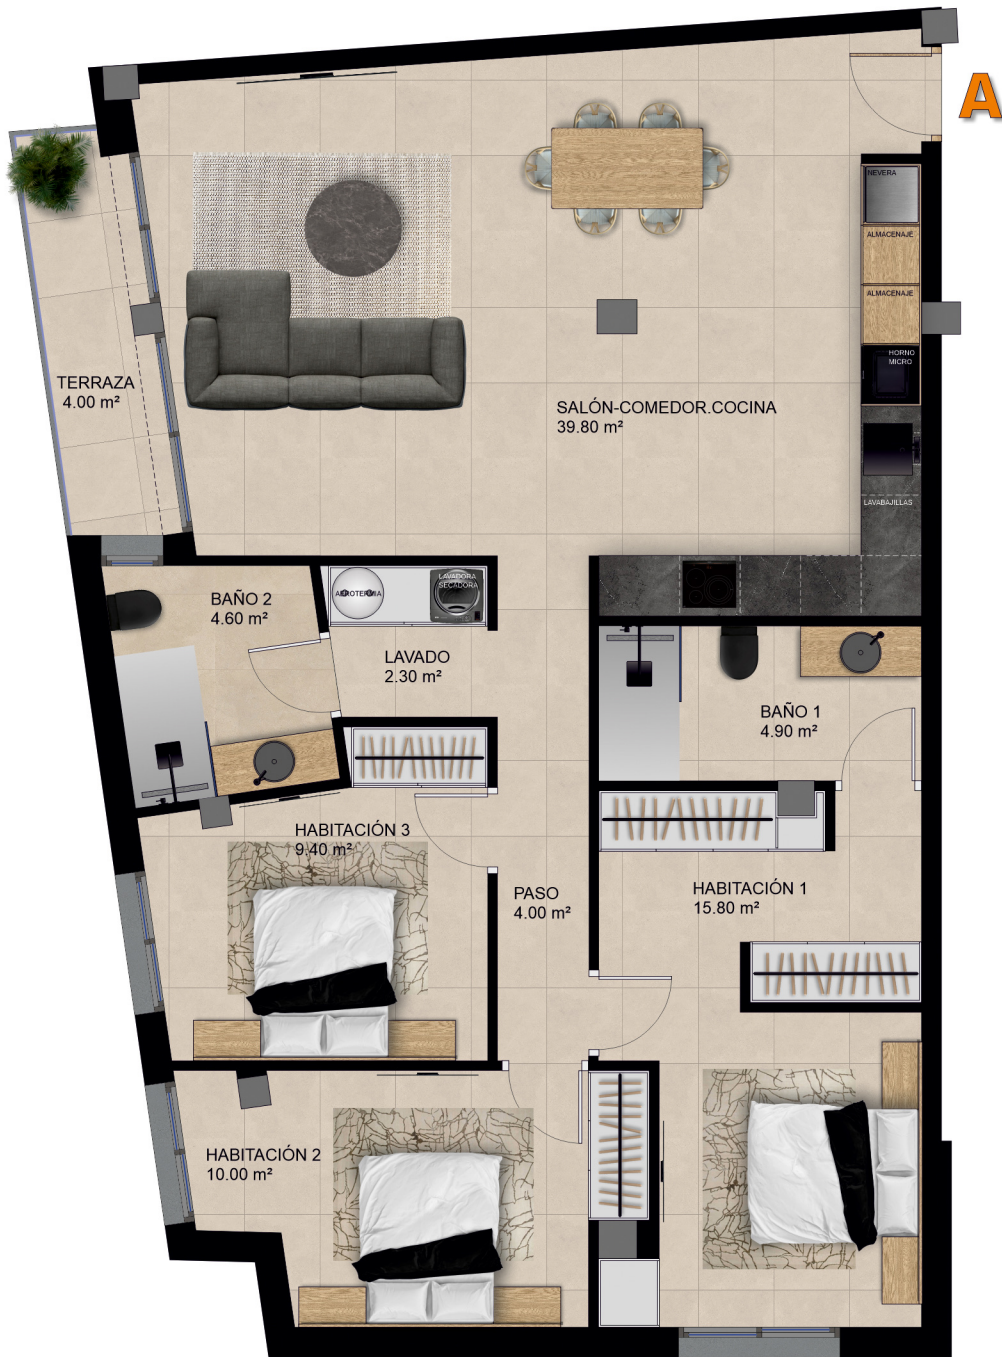 A
NEVERA
ALMACENAJE
ALMACENAJE
HORNO
MICRO
TERRAZA
4.00 m²
SALÓN-COMEDOR.COCINA
39.80 m²
LAVABAJILLAS
BAÑO 2
4.60 m²
AEROTERMIA
LAVADORA
SECADORA
LAVADO
2.30 m²
BAÑO 1
4.90 m²
HABITACIÓN 3
9.40 m²
PASO
4.00 m²
HABITACIÓN 1
15.80 m²
HABITACIÓN 2
10.00 m²